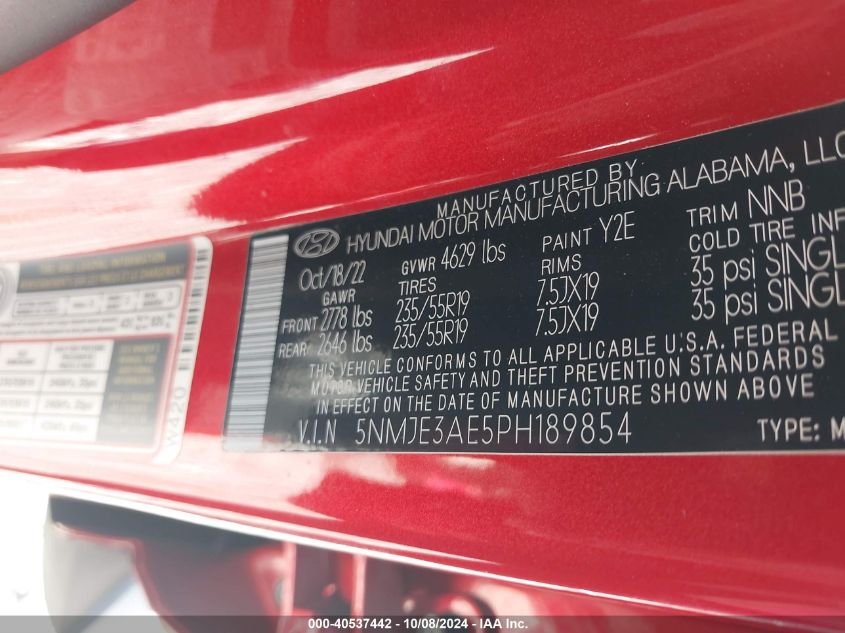 MANUFACTURED BY
HYUNDAI MOTOR MANUFACTURING ALABAMA, LLC
Oct/18/22 GVWR 4629 lbs PAINT Y2E TRIM NNB
GAWR TIRES RIMS COLD TIRE INF
FRONT 2778 lbs 235/55R19 7.5JX19 35 psi SINGL
REAR 2646 lbs 235/55R19 7.5JX19 35 psi SINGL
THIS VEHICLE CONFORMS TO ALL APPLICABLE U.S.A. FEDERAL
MOTOR VEHICLE SAFETY AND THEFT PREVENTION STANDARDS
IN EFFECT ON THE DATE OF MANUFACTURE SHOWN ABOVE
V.I.N 5NMJE3AE5PH189854 TYPE: M
W420
000-40537442 - 10/08/2024 - IAA Inc.